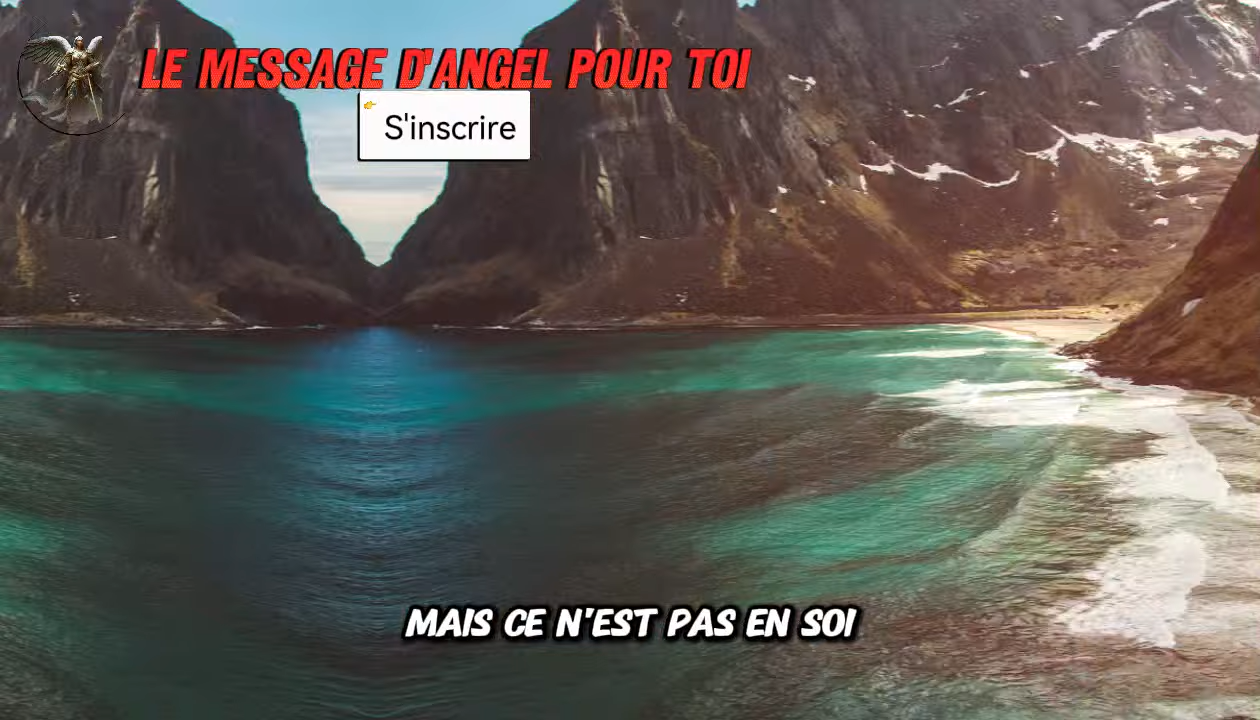 LE MESSAGE D'ANGEL POUR TOI
👉
S'inscrire
MAIS CE N'EST PAS EN SOI